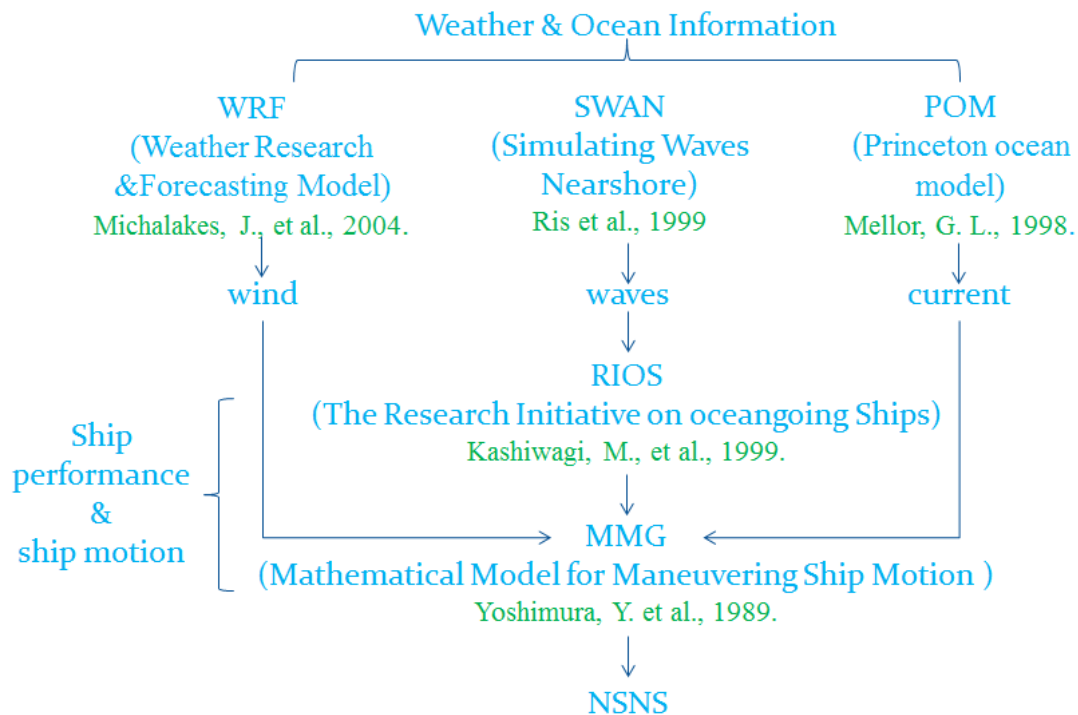 Weather & Ocean Information
WRF
(Weather Research
&Forecasting Model)
Michalakes, J., et al., 2004.
SWAN
(Simulating Waves
Nearshore)
Ris et al., 1999
POM
(Princeton ocean
model)
Mellor, G. L., 1998.
wind
waves
current
RIOS
(The Research Initiative on oceangoing Ships)
Kashiwagi, M., et al., 1999.
Ship
performance
&
ship motion
MMG
(Mathematical Model for Maneuvering Ship Motion )
Yoshimura, Y. et al., 1989.
NSNS